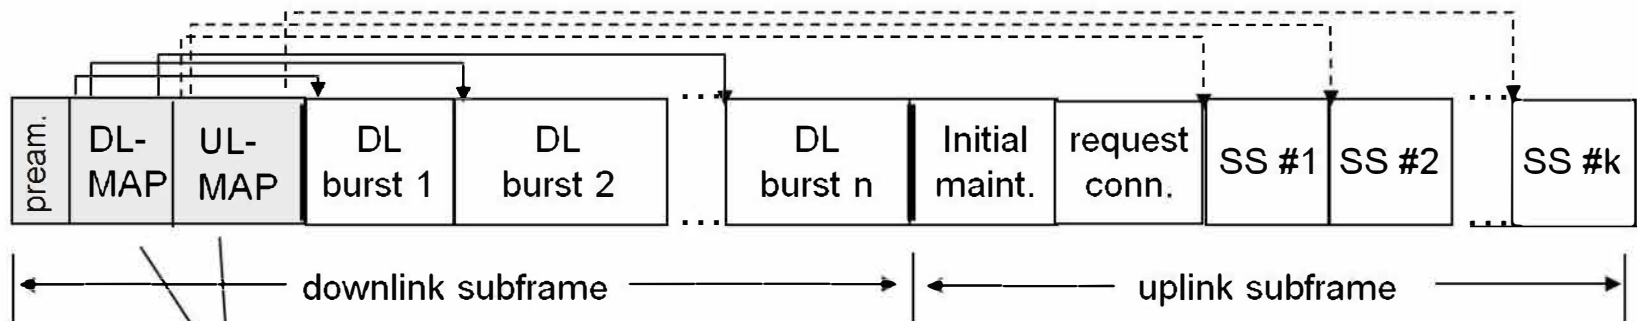 pream.
DL-
MAP
UL-
MAP
DL
burst 1
DL
burst 2
...
...
DL
burst n
Initial
maint.
request
conn.
SS #1
SS #2
...
...
SS #k
downlink subframe
uplink subframe